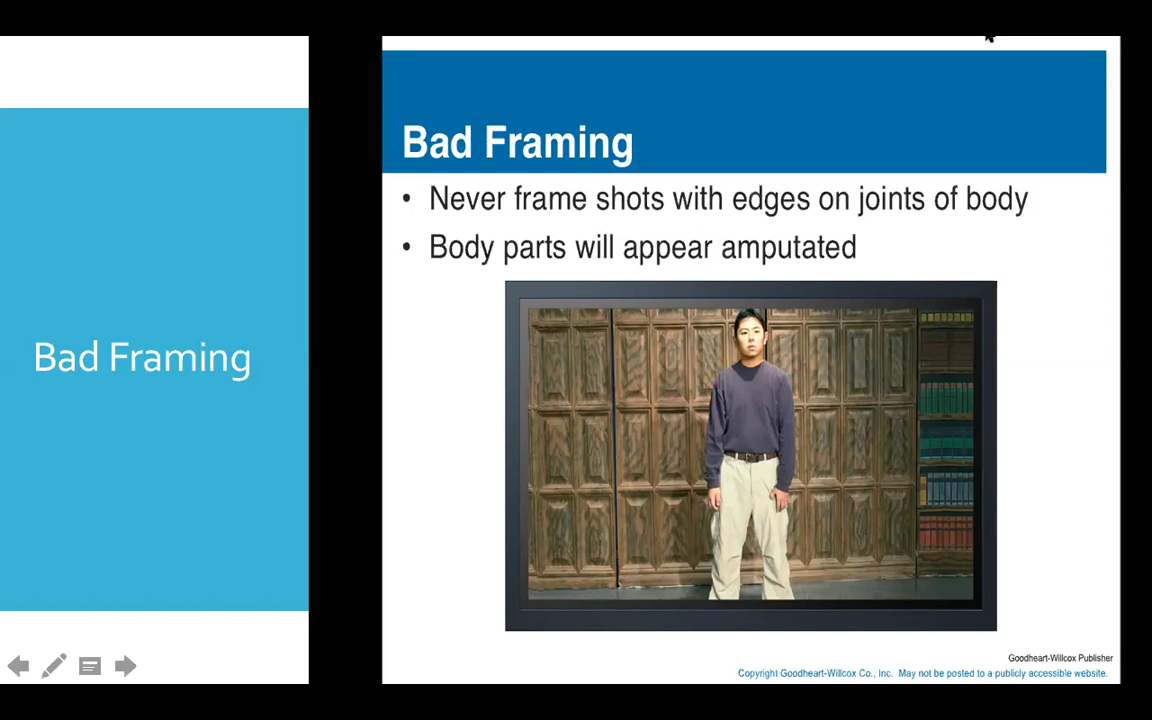 Bad Framing
Bad Framing
• Never frame shots with edges on joints of body
• Body parts will appear amputated
Goodheart-Willcox Publisher
Copyright Goodheart-Willcox Co., Inc. May not be posted to a publicly accessible website.